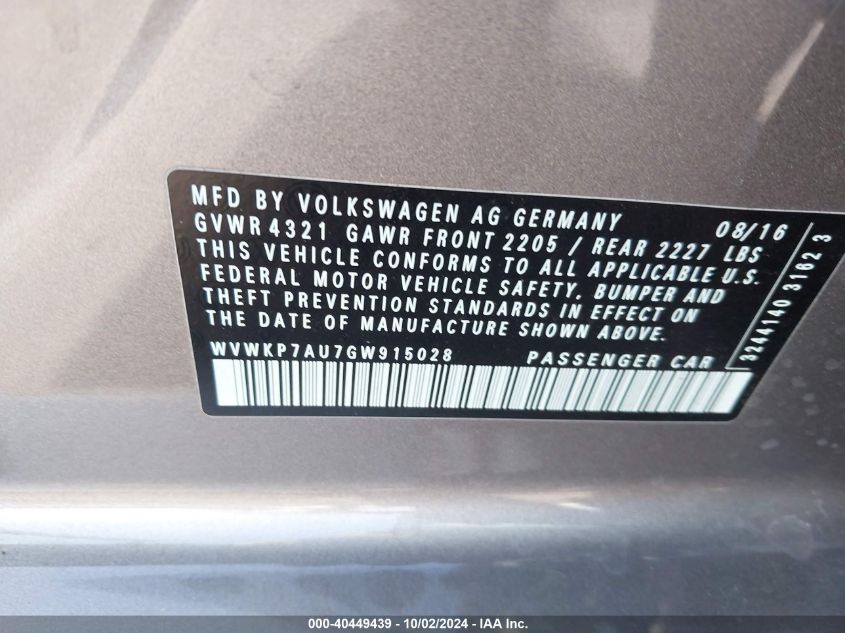 MFD BY VOLKSWAGEN AG GERMANY 08/16
GVWR 4321 GAWR FRONT 2205 / REAR 2227 LBS
THIS VEHICLE CONFORMS TO ALL APPLICABLE U.S.
FEDERAL MOTOR VEHICLE SAFETY, BUMPER AND
THEFT PREVENTION STANDARDS IN EFFECT ON
THE DATE OF MANUFACTURE SHOWN ABOVE.
WVWKP7AU7GW915028 PASSENGER CAR
3244140 3162 3
000-40449439 - 10/02/2024 - IAA Inc.